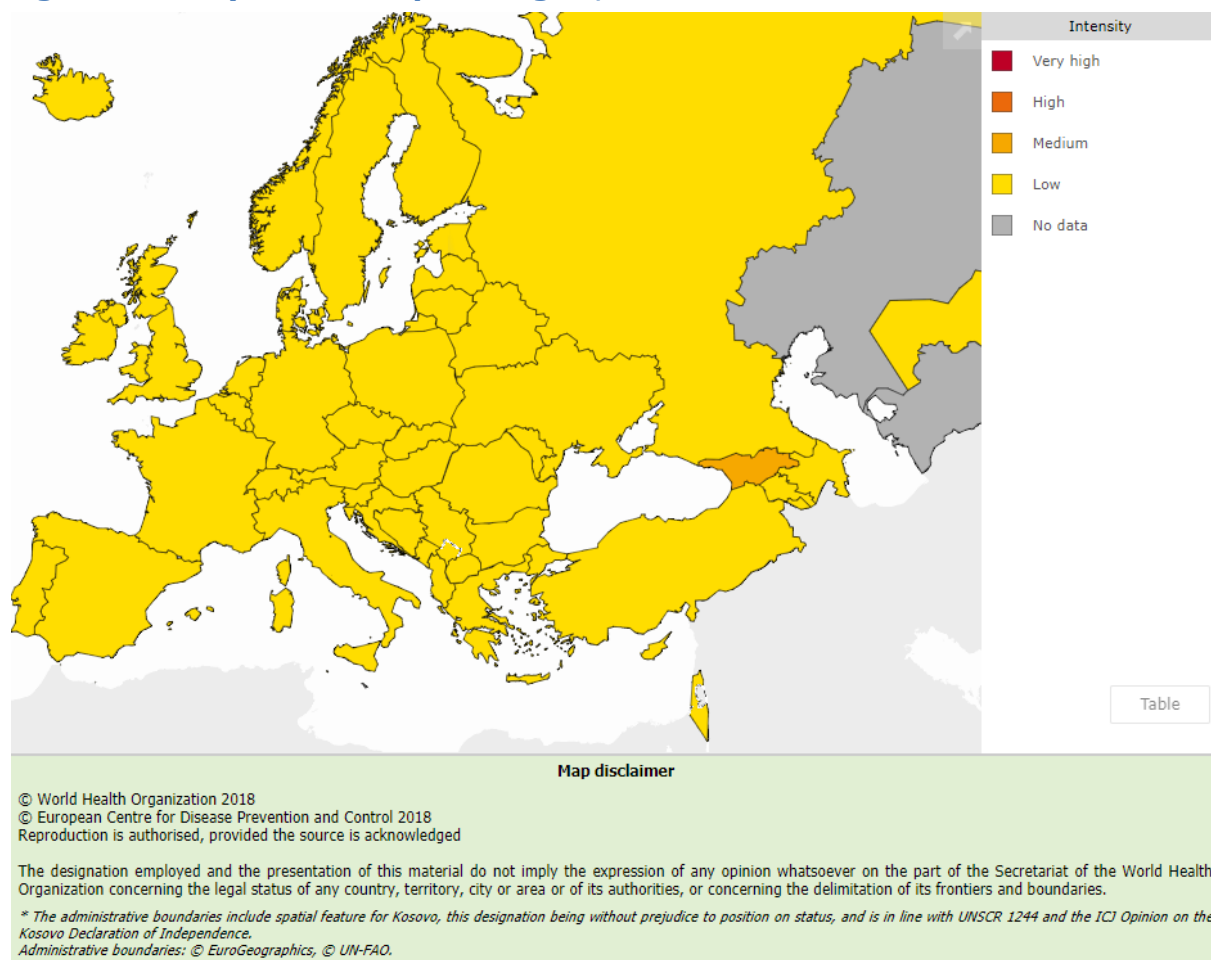 Intensity
Very high
High
Medium
Low
No data
Table
Map disclaimer
© World Health Organization 2018
© European Centre for Disease Prevention and Control 2018
Reproduction is authorised, provided the source is acknowledged
The designation employed and the presentation of this material do not imply the expression of any opinion whatsoever on the part of the Secretariat of the World Health
Organization concerning the legal status of any country, territory, city or area or of its authorities, or concerning the delimitation of its frontiers and boundaries.
* The administrative boundaries include spatial feature for Kosovo, this designation being without prejudice to position on status, and is in line with UNSCR 1244 and the ICJ Opinion on the
Kosovo Declaration of Independence.
Administrative boundaries: © EuroGeographics, © UN-FAO.